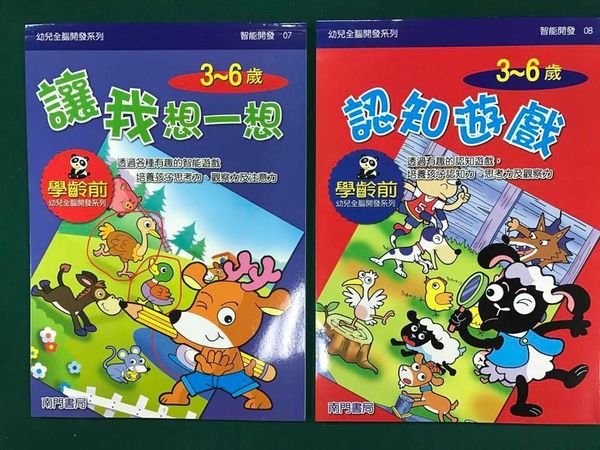 幼兒全腦開發系列
智能開發 07
3~6歲
讓我想一想
透過各種有趣的智能遊戲
培養孩子思考力、觀察力及注意力
學齡前
幼兒全腦開發系列
南門書局
幼兒全腦開發系列
智能開發 08
3~6歲
認知遊戲
透過有趣的認知遊戲,
培養孩子認知力、思考力及觀察力
學齡前
幼兒全腦開發系列
南門書局